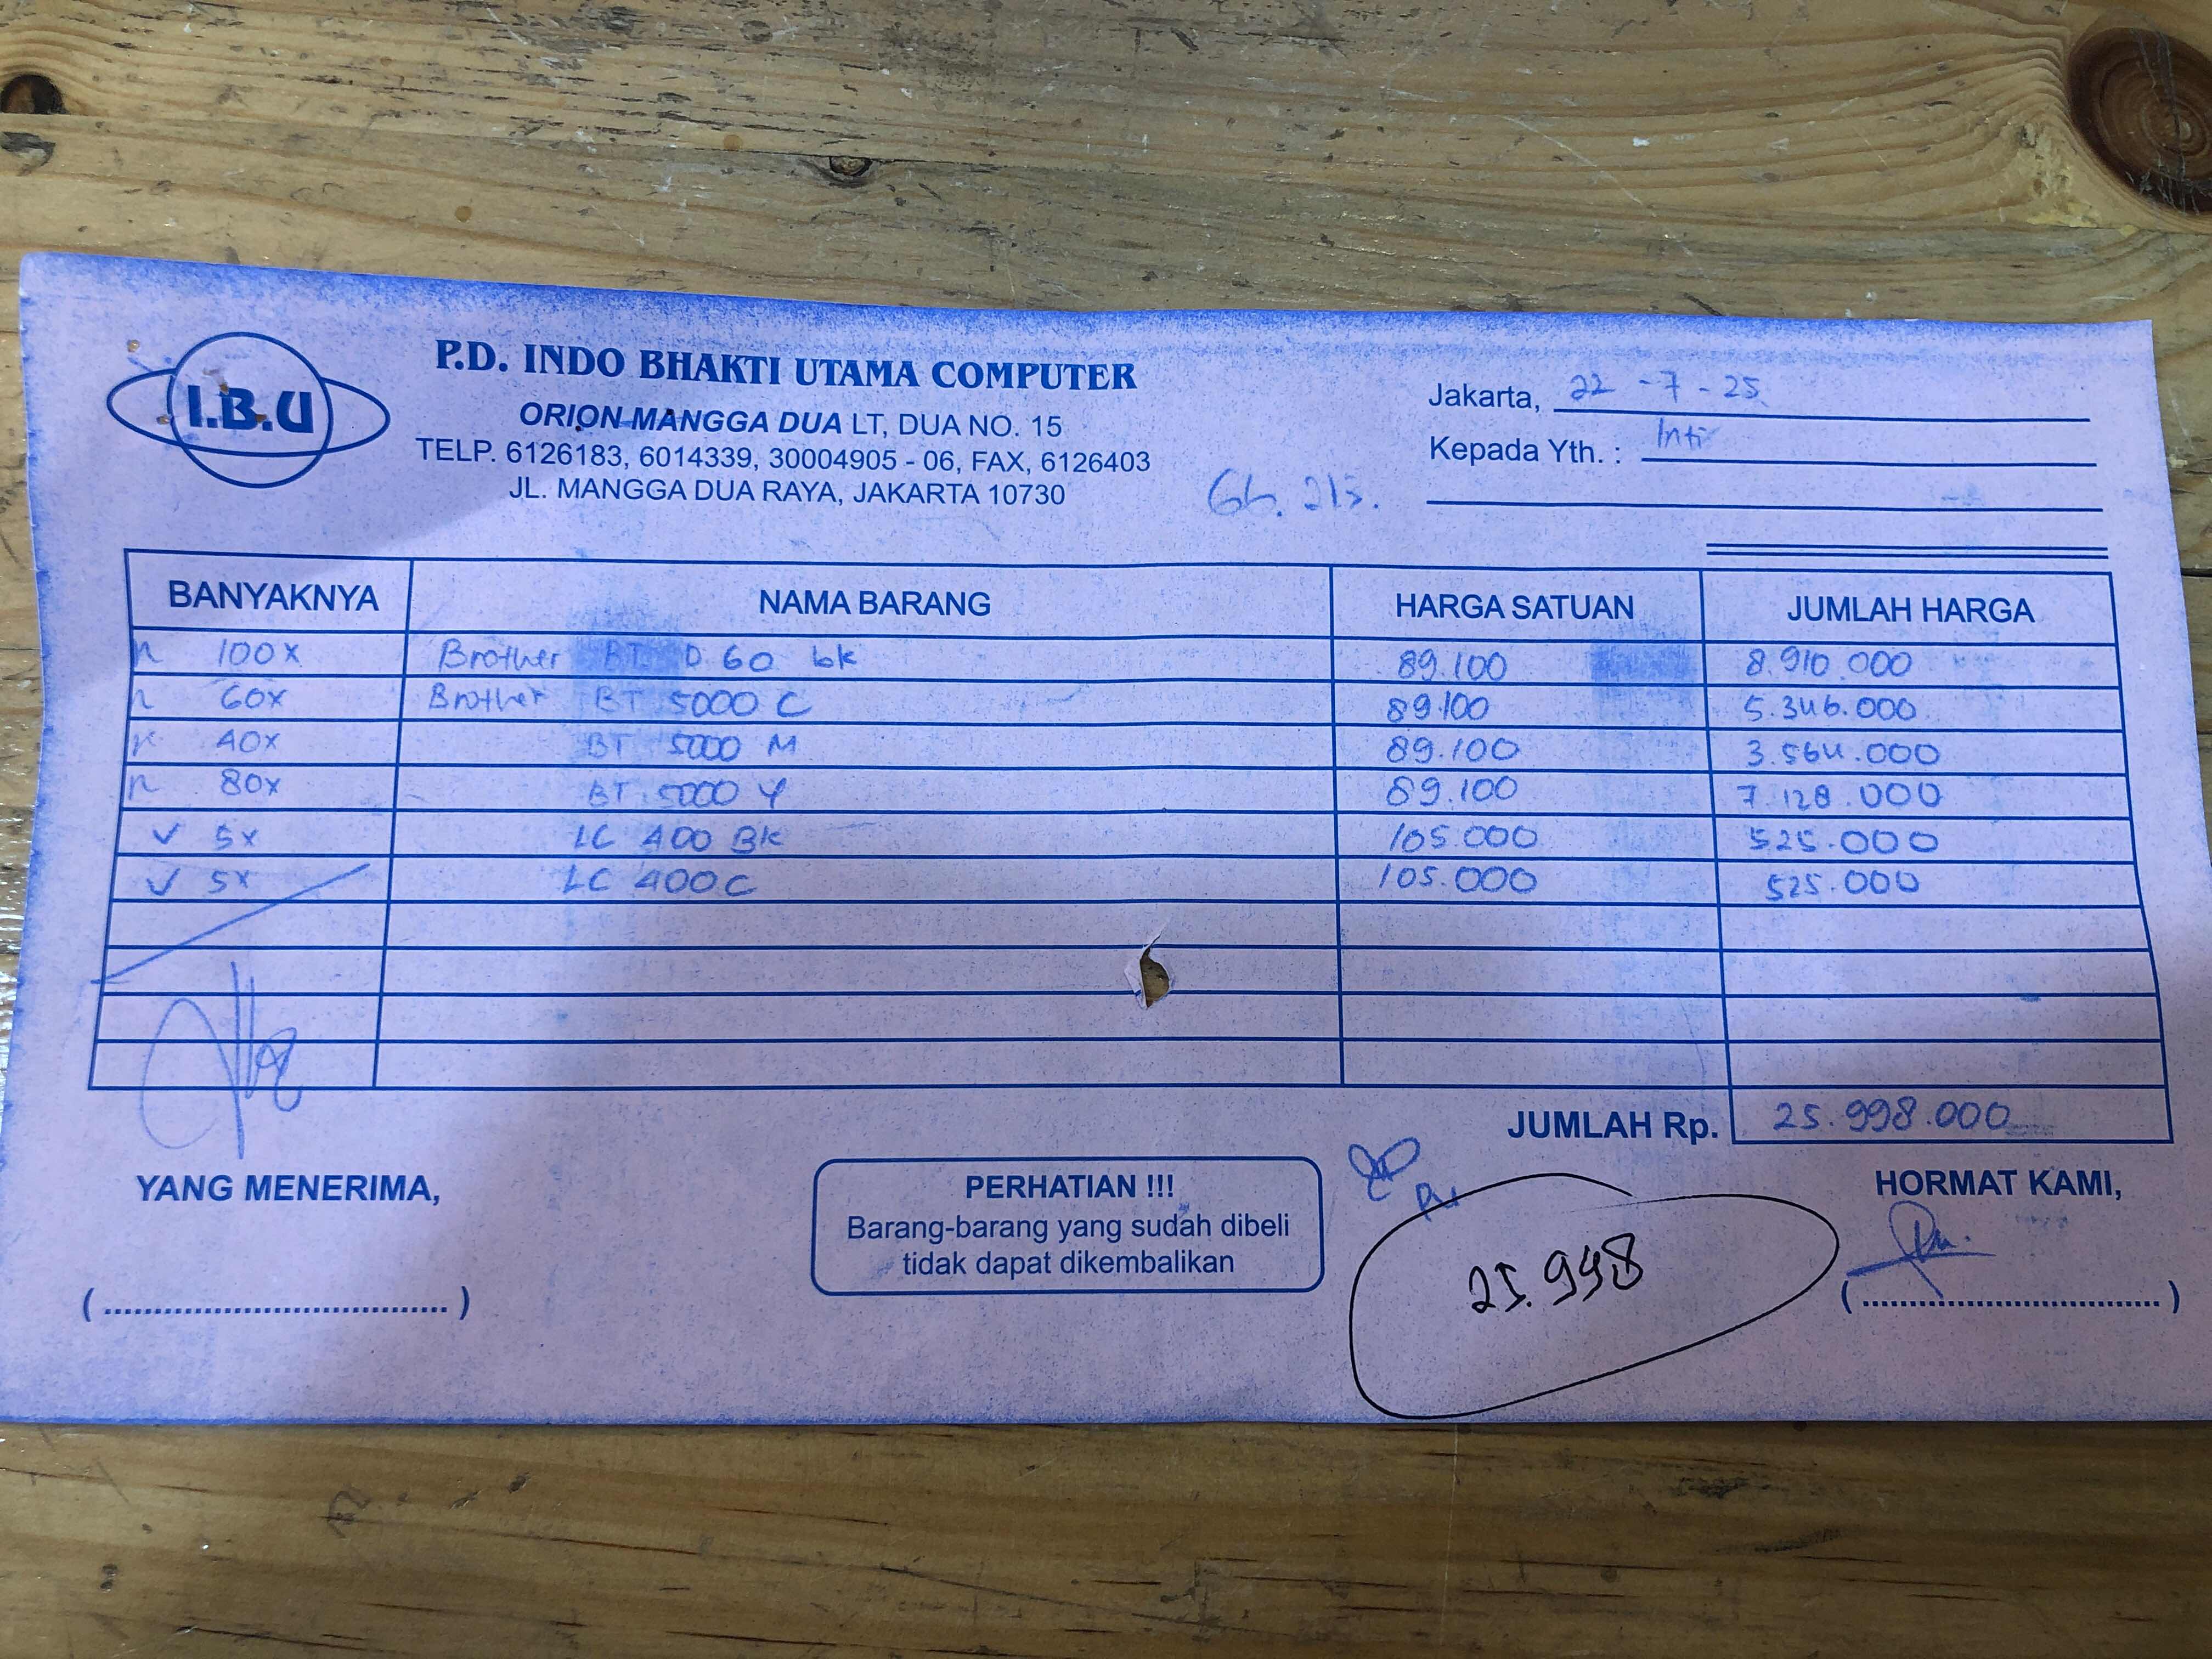 I.B.U
P.D. INDO BHAKTI UTAMA COMPUTER
ORION MANGGA DUA LT, DUA NO. 15
TELP. 6126183, 6014339, 30004905 - 06, FAX, 6126403
JL. MANGGA DUA RAYA, JAKARTA 10730
Jakarta, 22 - 7 - 25
Kepada Yth. : Inti
BANYAKNYA NAMA BARANG HARGA SATUAN JUMLAH HARGA
100x Brother BT D 60 bk 89.100 8.910.000
60x Brother BT 5000 C 89.100 5.346.000
40x BT 5000 M 89.100 3.564.000
80x BT 5000 Y 89.100 7.128.000
✓ 5x LC 400 BK 105.000 525.000
✓ 5x LC 400 C 105.000 525.000
JUMLAH Rp. 25.998.000
YANG MENERIMA,
PERHATIAN !!!
Barang-barang yang sudah dibeli
tidak dapat dikembalikan
25.998
HORMAT KAMI,